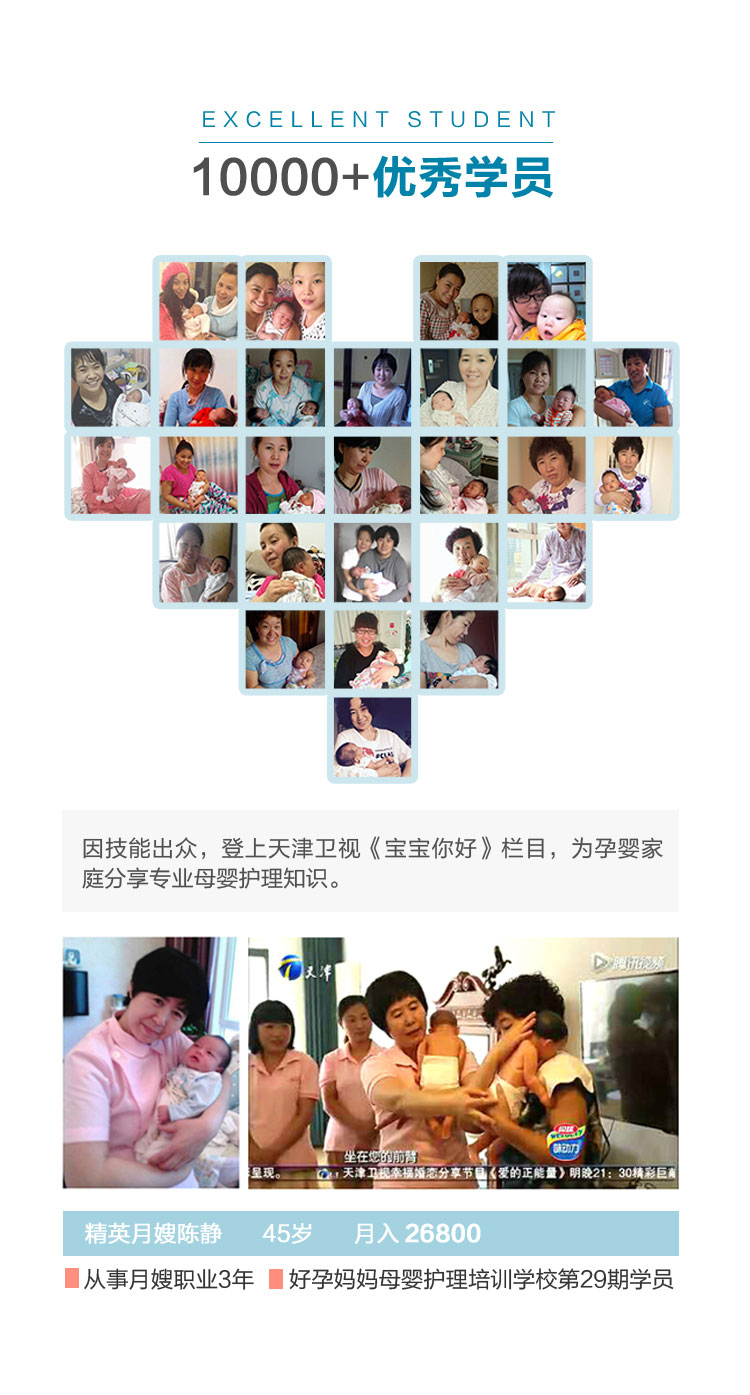 EXCELLENT STUDENT
10000+优秀学员
因技能出众，登上天津卫视《宝宝你好》栏目，为孕婴家
庭分享专业母婴护理知识。
天津
腾讯视频
坐在您的前臂
呈现。 天津卫视幸福婚恋分享节目《爱的正能量》明晚21：30精彩巨献
味动力
精英月嫂陈静 45岁 月入 26800
从事月嫂职业3年 好孕妈妈母婴护理培训学校第29期学员